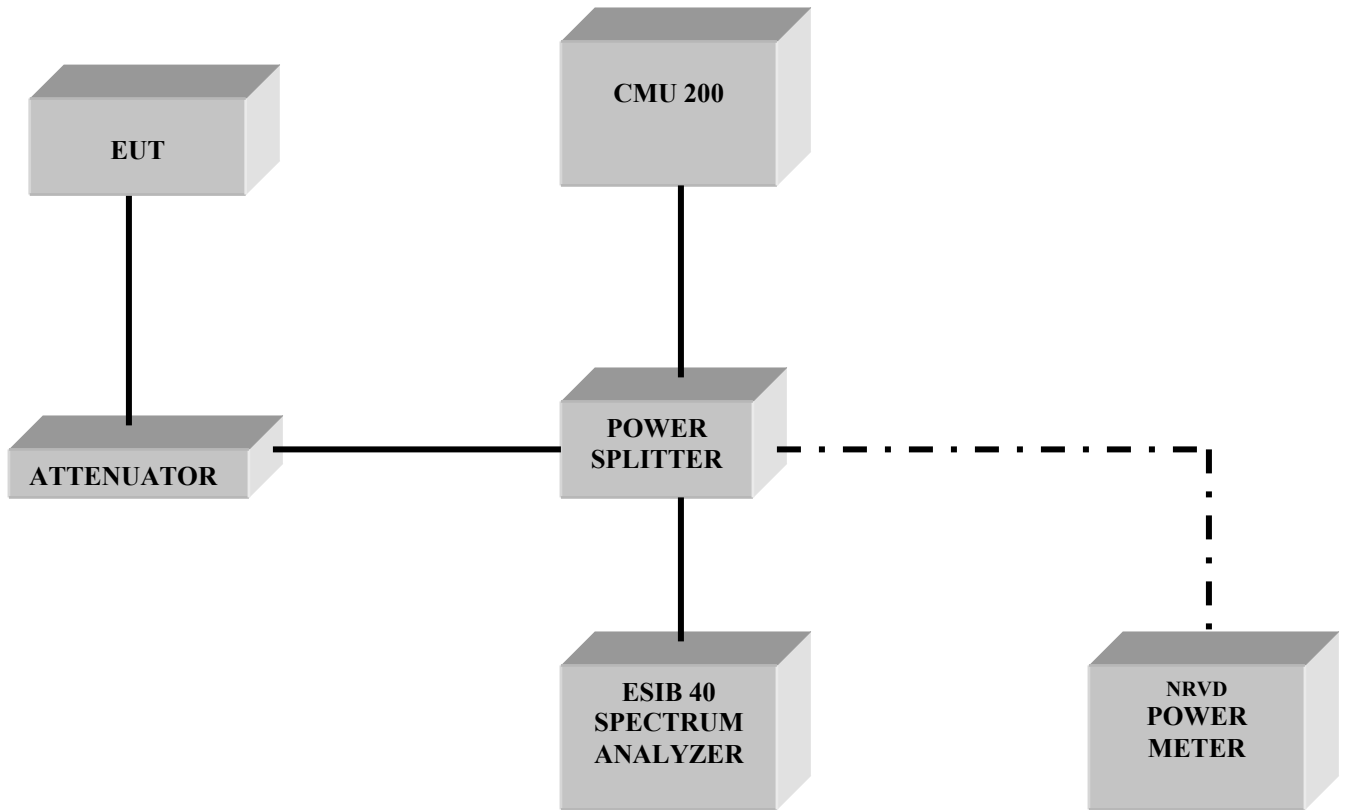 CMU 200
EUT
POWER
SPLITTER
ATTENUATOR
ESIB 40
SPECTRUM
ANALYZER
NRVD
POWER
METER